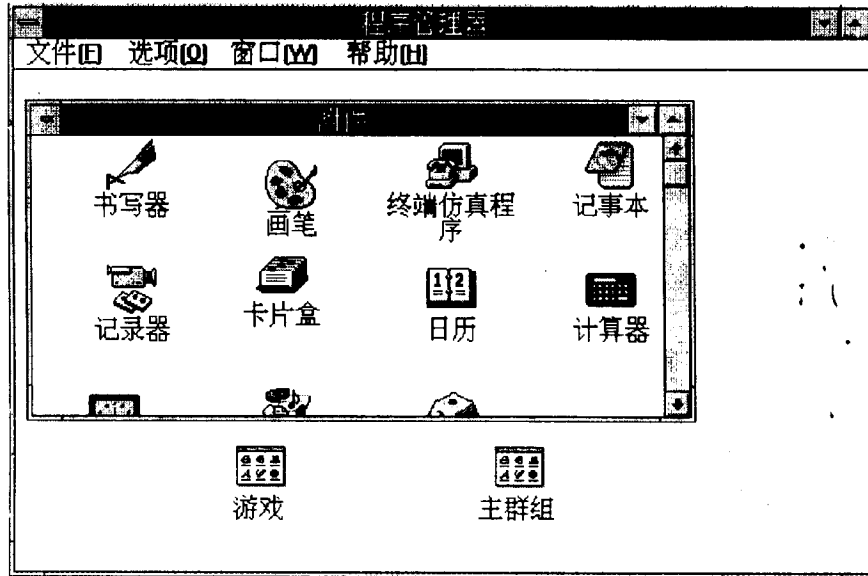 程序管理器
文件(F) 选项(O) 窗口(W) 帮助(H)
附件
书写器 画笔 终端仿真程序 记事本
记录器 卡片盒 日历 计算器
游戏 主群组